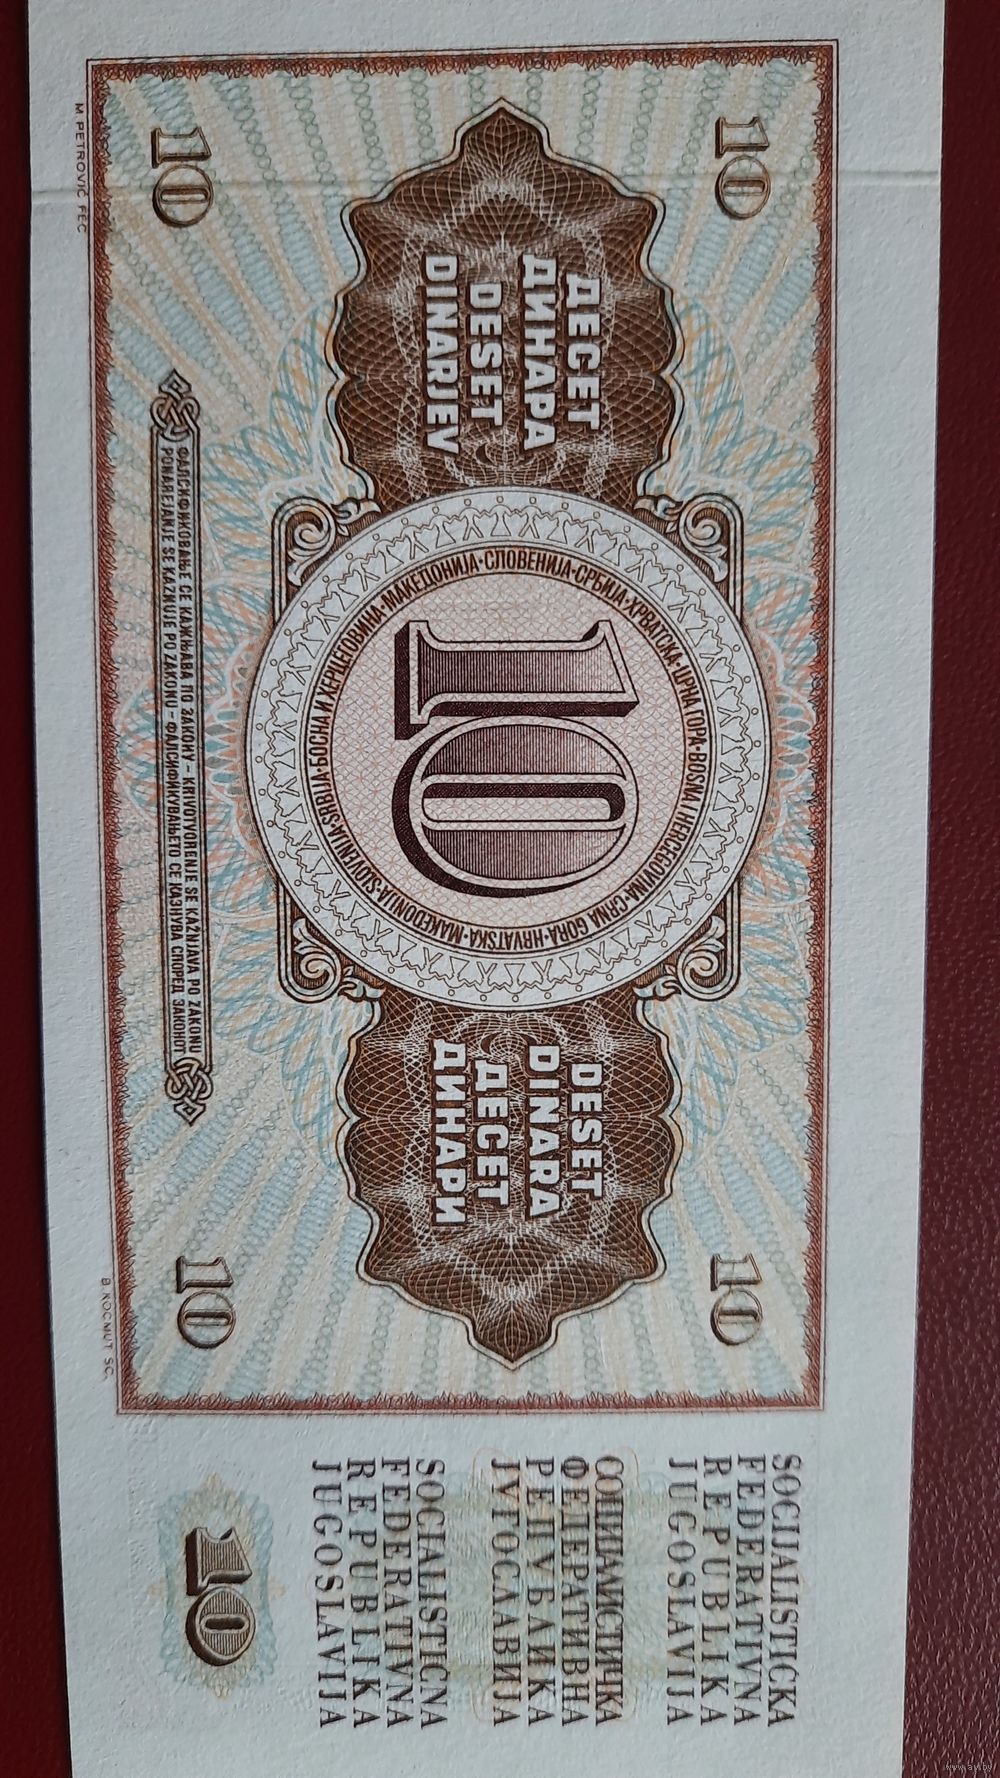 10
10
ДЕСЕТ
ДИНАРА
DESET
DINARJEV
DESET
DINARA
ДЕСЕТ
ДИНАРИ
СЛОВЕНИЈА·СРБИЈА·ХРВАТСКА·ЦРНА ГОРА·BOSNA I HERCEGOVINA·CRNA GORA·HRVATSKA·MAKEDONIJA·SLOVENIJA·SRBIJA·БОСНА И ХЕРЦЕГОВИНА·МАКЕДОНИЈА·
10
ФАЛСИФИКОВАЊЕ СЕ КАЖЊАВА ПО ЗАКОНУ - KRIVOTVORENJE SE KAŽNJAVA PO ZAKONU
PONAREJANJE SE KAZNUJE PO ZAKONU - ФАЛСИФИКУВАЊЕТО СЕ КАЗНУВА СПОРЕД ЗАКОНОТ
10
10
M. PETROVIĆ FEC
B. KOCMUT SC.
SOCIJALISTIČKA
FEDERATIVNA
REPUBLIKA
JUGOSLAVIJA
СОЦИЈАЛИСТИЧКА
ФЕДЕРАТИВНА
РЕПУБЛИКА
ЈУГОСЛАВИЈА
SOCIALISTIČNA
FEDERATIVNA
REPUBLIKA
JUGOSLAVIJA
10
www.ay.by